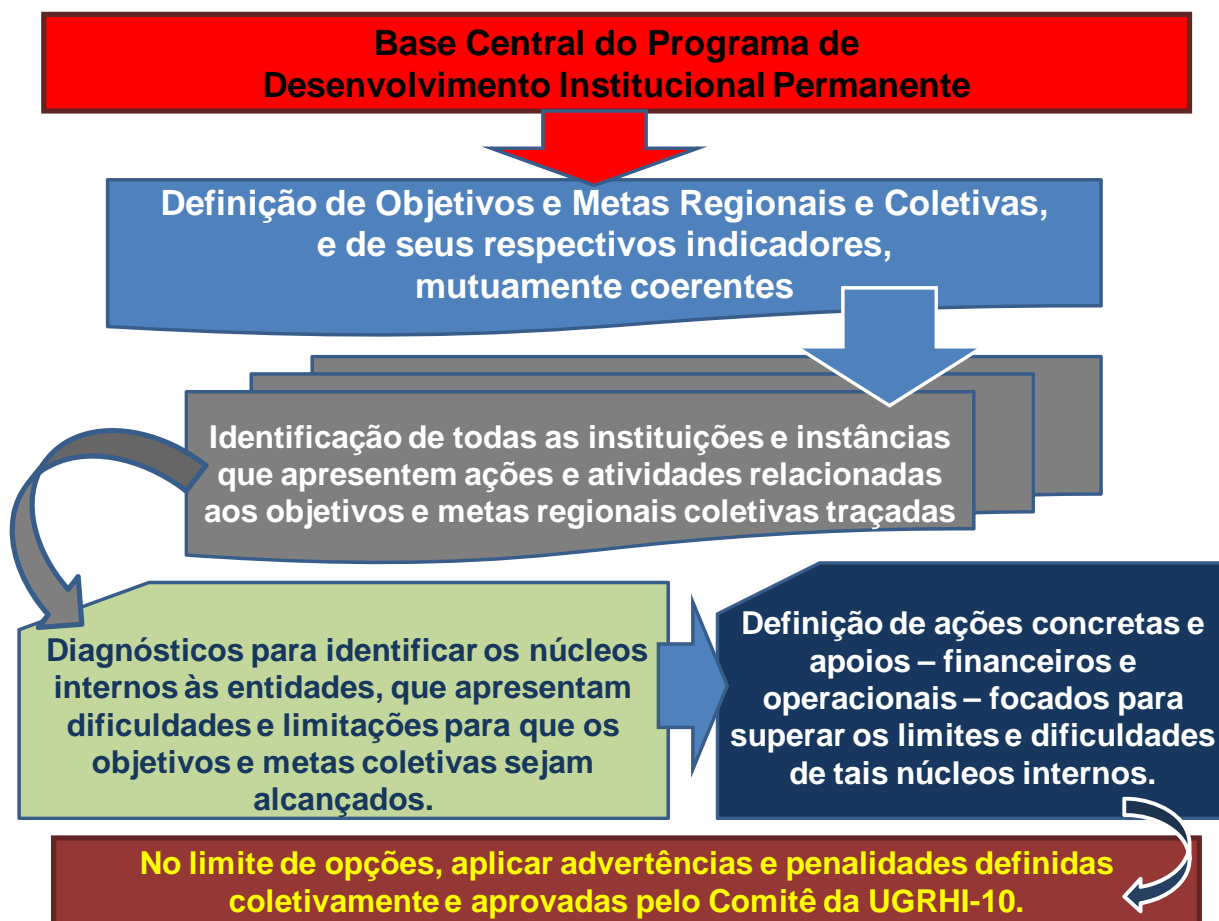 Base Central do Programa de
Desenvolvimento Institucional Permanente
Definição de Objetivos e Metas Regionais e Coletivas,
e de seus respectivos indicadores,
mutuamente coerentes
Identificação de todas as instituições e instâncias
que apresentem ações e atividades relacionadas
aos objetivos e metas regionais coletivas traçadas
Diagnósticos para identificar os núcleos
internos às entidades, que apresentam
dificuldades e limitações para que os
objetivos e metas coletivas sejam
alcançados.
Definição de ações concretas e
apoios – financeiros e
operacionais – focados para
superar os limites e dificuldades
de tais núcleos internos.
No limite de opções, aplicar advertências e penalidades definidas
coletivamente e aprovadas pelo Comitê da UGRHI-10.